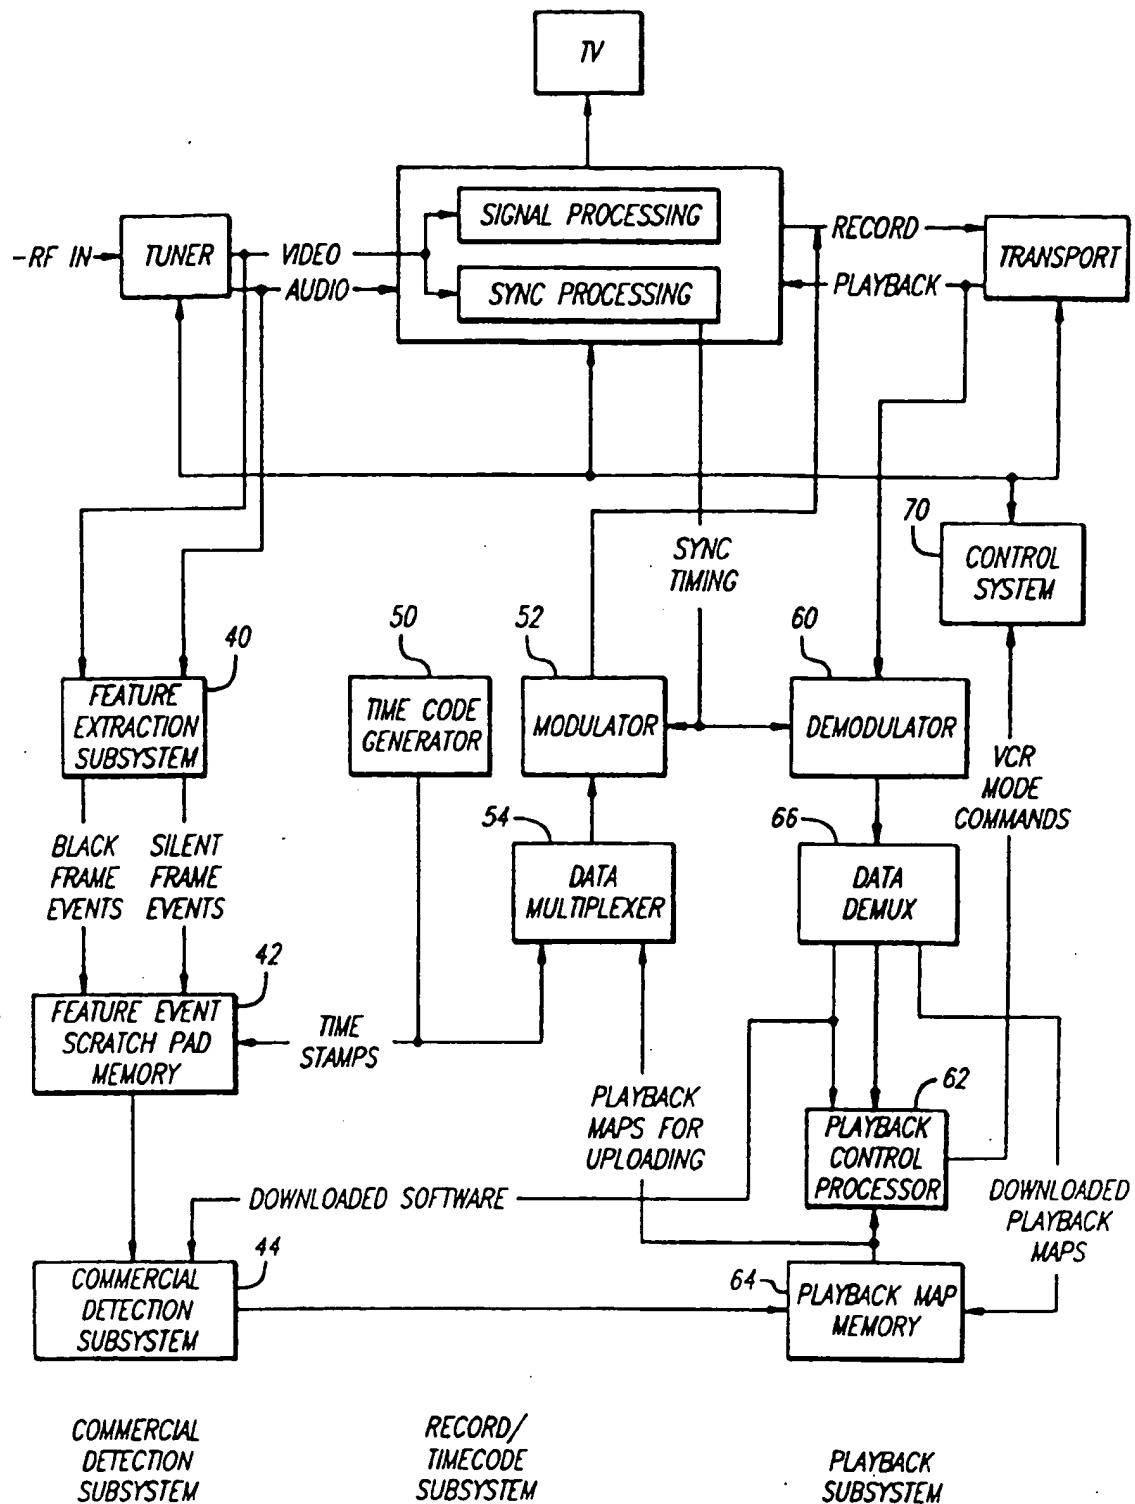 TV
SIGNAL PROCESSING
SYNC PROCESSING
-RF IN
TUNER
VIDEO
AUDIO
RECORD
PLAYBACK
TRANSPORT
70
CONTROL
SYSTEM
SYNC
TIMING
40
FEATURE
EXTRACTION
SUBSYSTEM
50
TIME CODE
GENERATOR
52
MODULATOR
60
DEMODULATOR
VCR
MODE
COMMANDS
BLACK
FRAME
EVENTS
SILENT
FRAME
EVENTS
54
DATA
MULTIPLEXER
66
DATA
DEMUX
42
FEATURE EVENT
SCRATCH PAD
MEMORY
TIME
STAMPS
PLAYBACK
MAPS FOR
UPLOADING
62
PLAYBACK
CONTROL
PROCESSOR
DOWNLOADED SOFTWARE
DOWNLOADED
PLAYBACK
MAPS
44
COMMERCIAL
DETECTION
SUBSYSTEM
64
PLAYBACK MAP
MEMORY
COMMERCIAL
DETECTION
SUBSYSTEM
RECORD/
TIMECODE
SUBSYSTEM
PLAYBACK
SUBSYSTEM